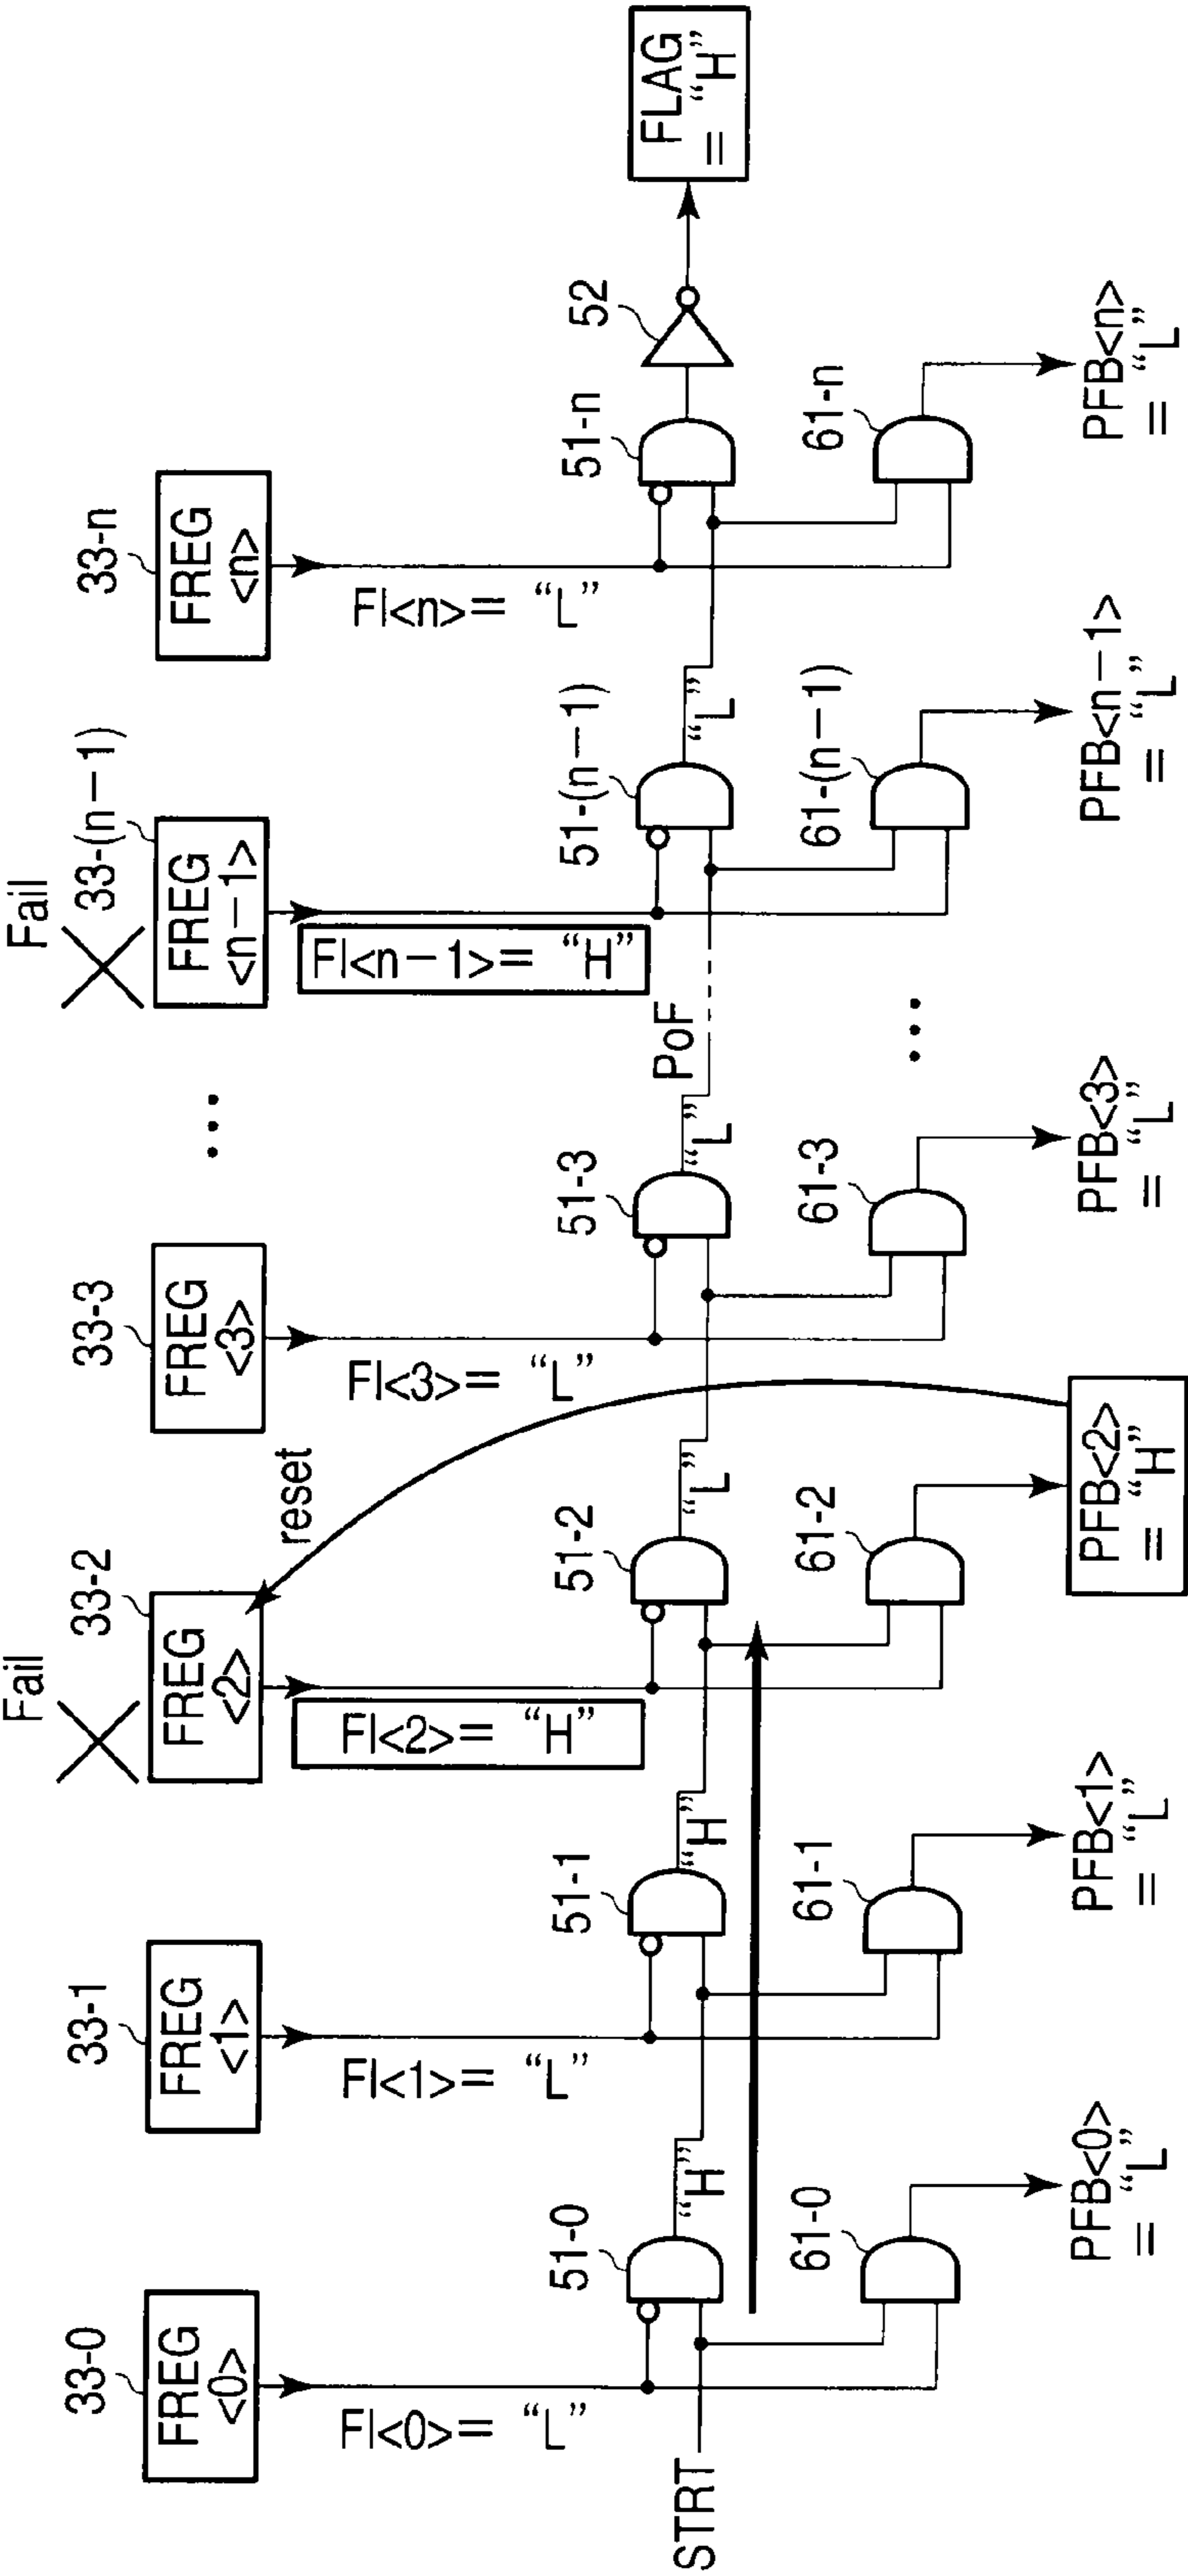 Fail
Fail
33-0
33-1
33-2
33-3
33-(n−1)
33-n
FREG
<0>
FREG
<1>
FREG
<2>
FREG
<3>
...
FREG
<n−1>
FREG
<n>
reset
FI<0>= “L”
FI<1>= “L”
FI<2>= “H”
FI<3>= “L”
FI<n−1>= “H”
FI<n>= “L”
51-0
51-1
51-2
51-3
51-(n−1)
51-n
52
STRT
“H”
“H”
“L”
“L”
PoF
“L”
FLAG
= “H”
61-0
61-1
61-2
61-3
...
61-(n−1)
61-n
PFB<0>
= “L”
PFB<1>
= “L”
PFB<2>
= “H”
PFB<3>
= “L”
PFB<n−1>
= “L”
PFB<n>
= “L”